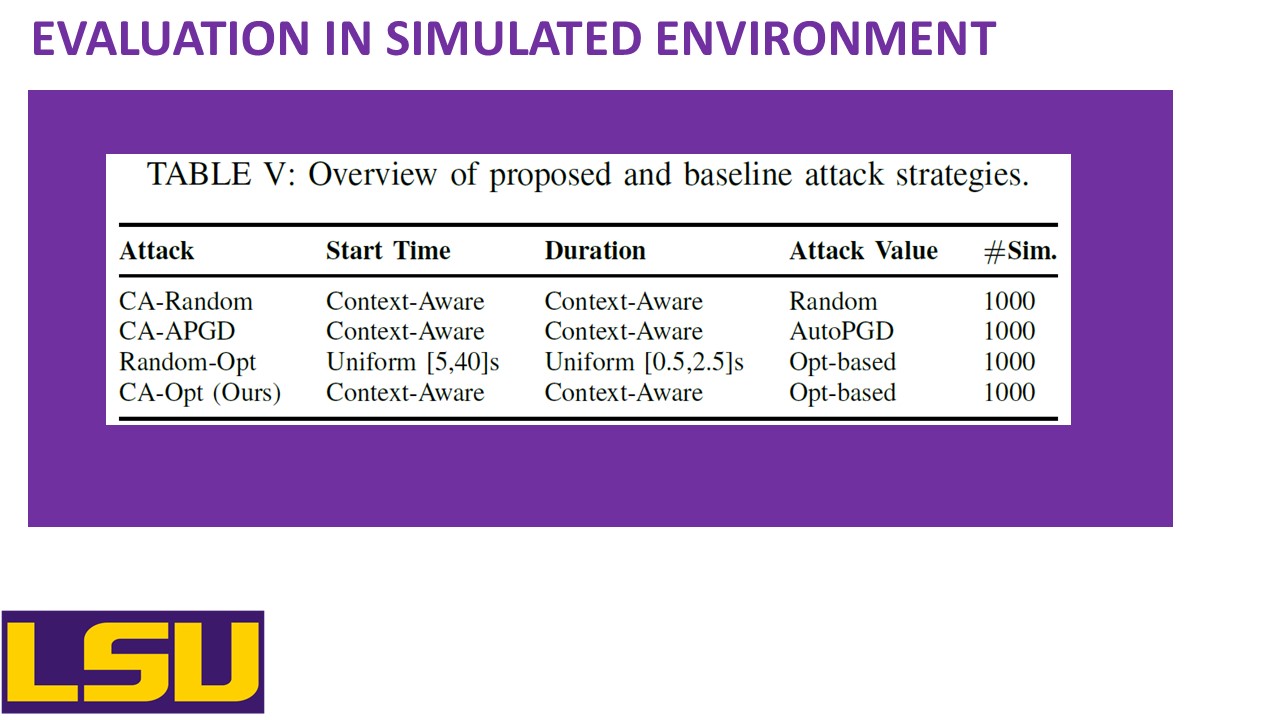 EVALUATION IN SIMULATED ENVIRONMENT
TABLE V: Overview of proposed and baseline attack strategies.
Attack Start Time Duration Attack Value #Sim.
CA-Random Context-Aware Context-Aware Random 1000
CA-APGD Context-Aware Context-Aware AutoPGD 1000
Random-Opt Uniform [5,40]s Uniform [0.5,2.5]s Opt-based 1000
CA-Opt (Ours) Context-Aware Context-Aware Opt-based 1000
LSU